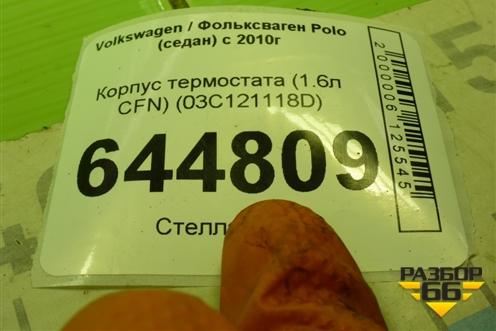 Volkswagen / Фольксваген Polo
(седан) с 2010г
Корпус термостата (1.6л
CFN) (03C121118D)
644809
2000006125545
РАЗБОР
66